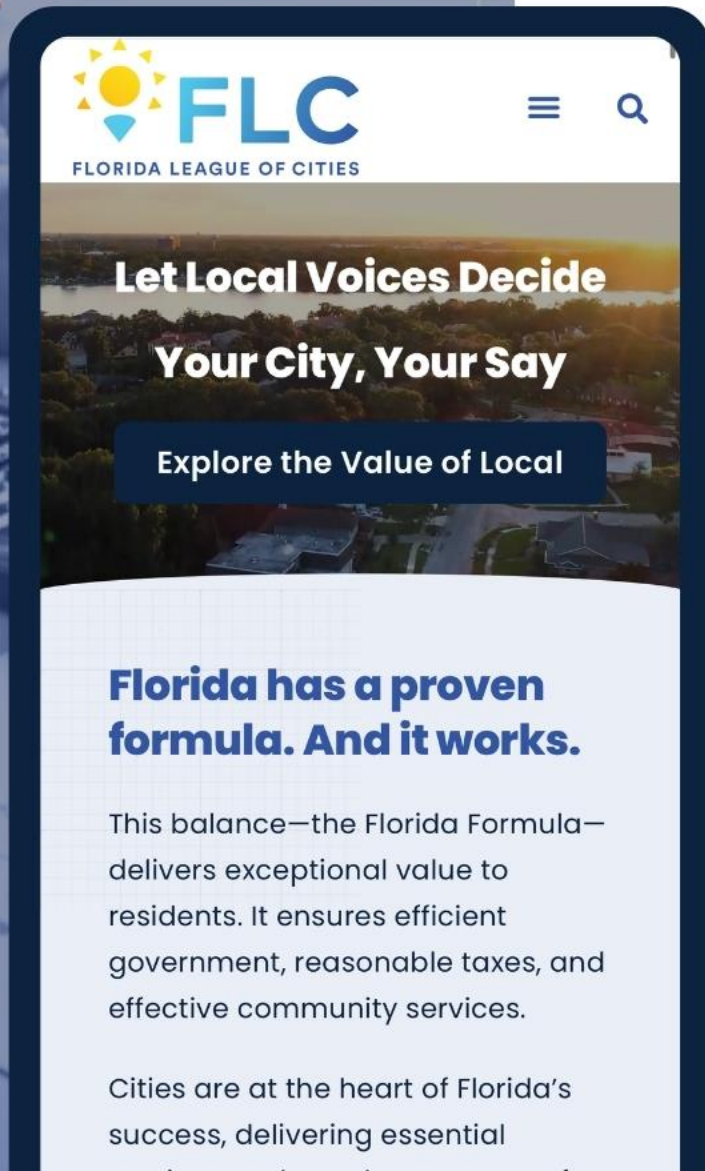 FLC
FLORIDA LEAGUE OF CITIES
Let Local Voices Decide
Your City, Your Say
Explore the Value of Local
Florida has a proven
formula. And it works.
This balance—the Florida Formula—
delivers exceptional value to
residents. It ensures efficient
government, reasonable taxes, and
effective community services.
Cities are at the heart of Florida's
success, delivering essential